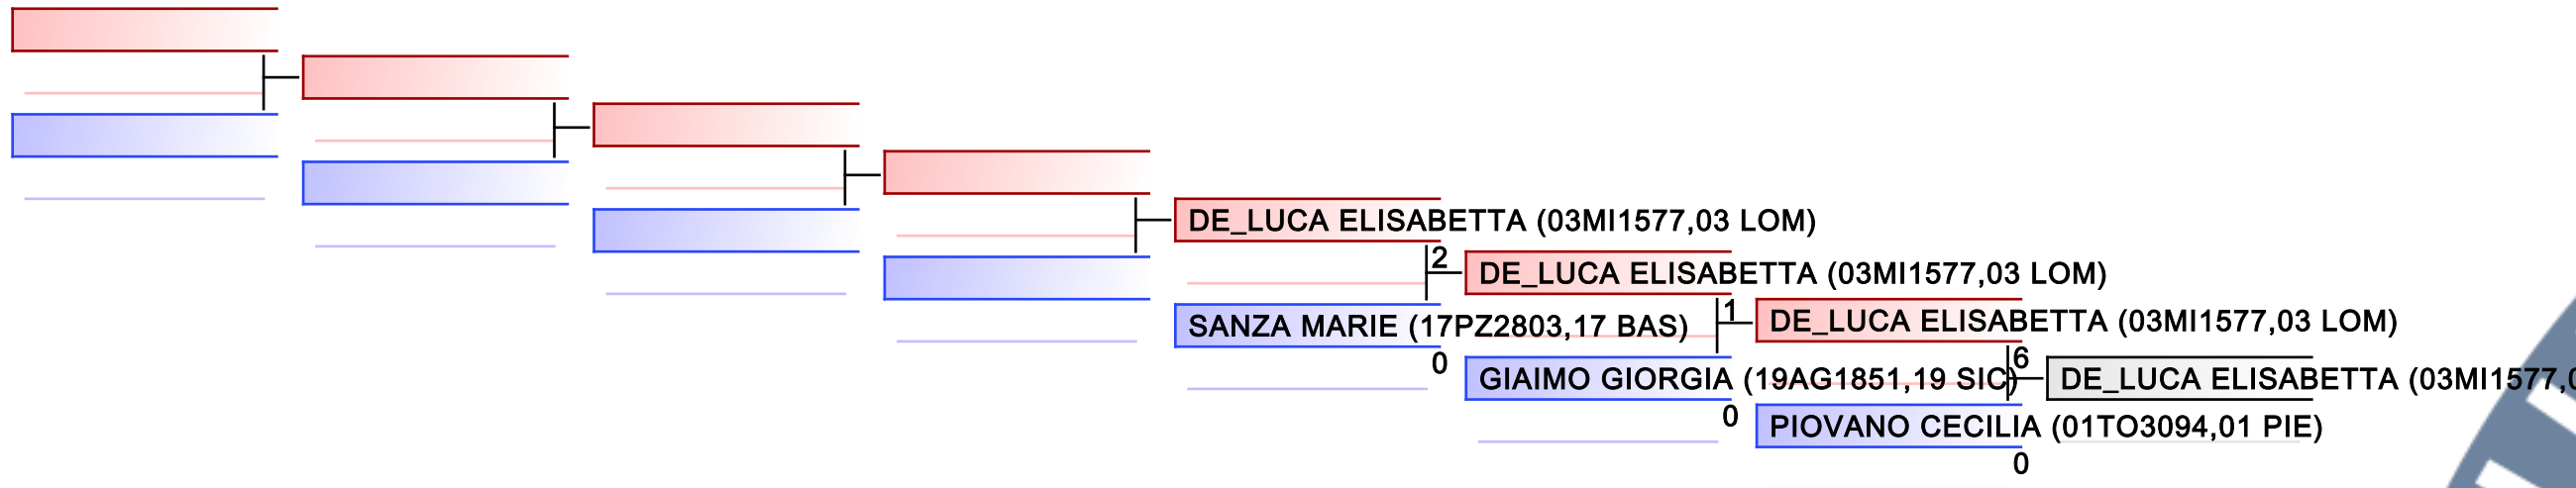 DE_LUCA ELISABETTA (03MI1577,03 LOM)
2
DE_LUCA ELISABETTA (03MI1577,03 LOM)
SANZA MARIE (17PZ2803,17 BAS)
0
1
DE_LUCA ELISABETTA (03MI1577,03 LOM)
GIAIMO GIORGIA (19AG1851,19 SIC)
0
6
DE_LUCA ELISABETTA (03MI1577,0
PIOVANO CECILIA (01TO3094,01 PIE)
0